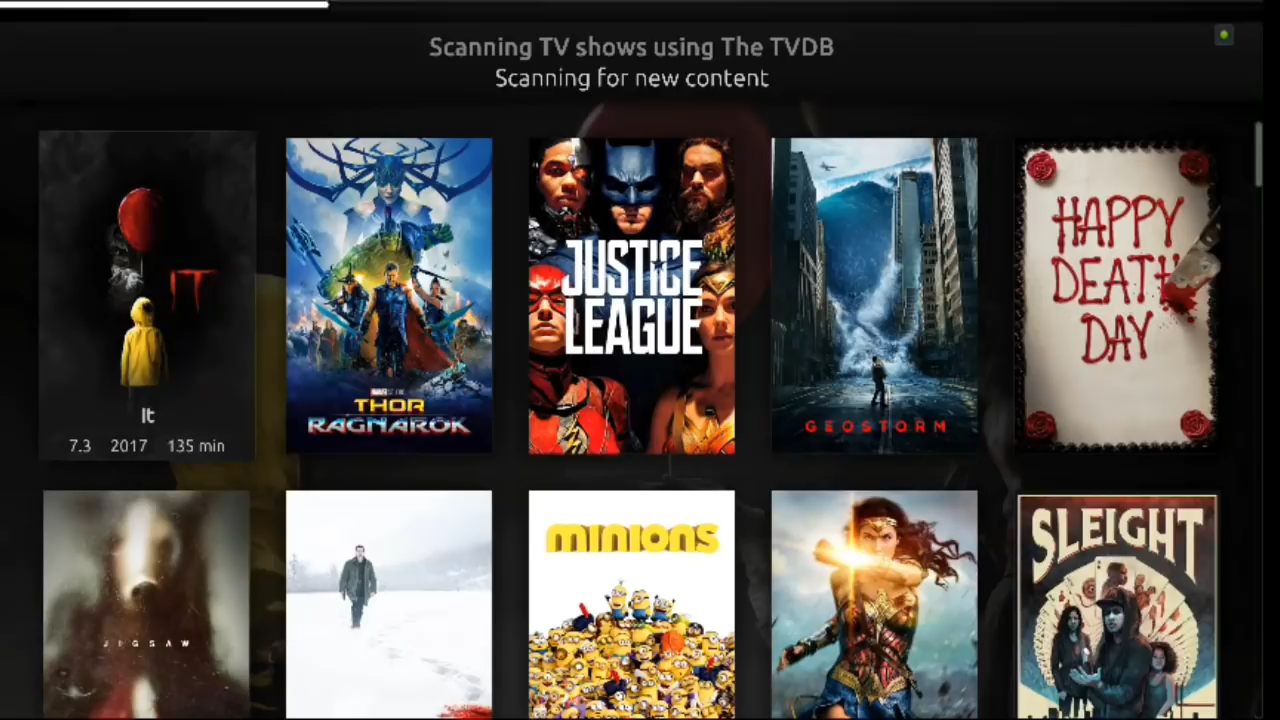 Scanning TV shows using The TVDB
Scanning for new content
IT
It
7.3 2017 135 min
THOR
RAGNAROK
JUSTICE
LEAGUE
GEOSTORM
HAPPY
DEATH
DAY
JIGSAW
MINIONS
SLEIGHT